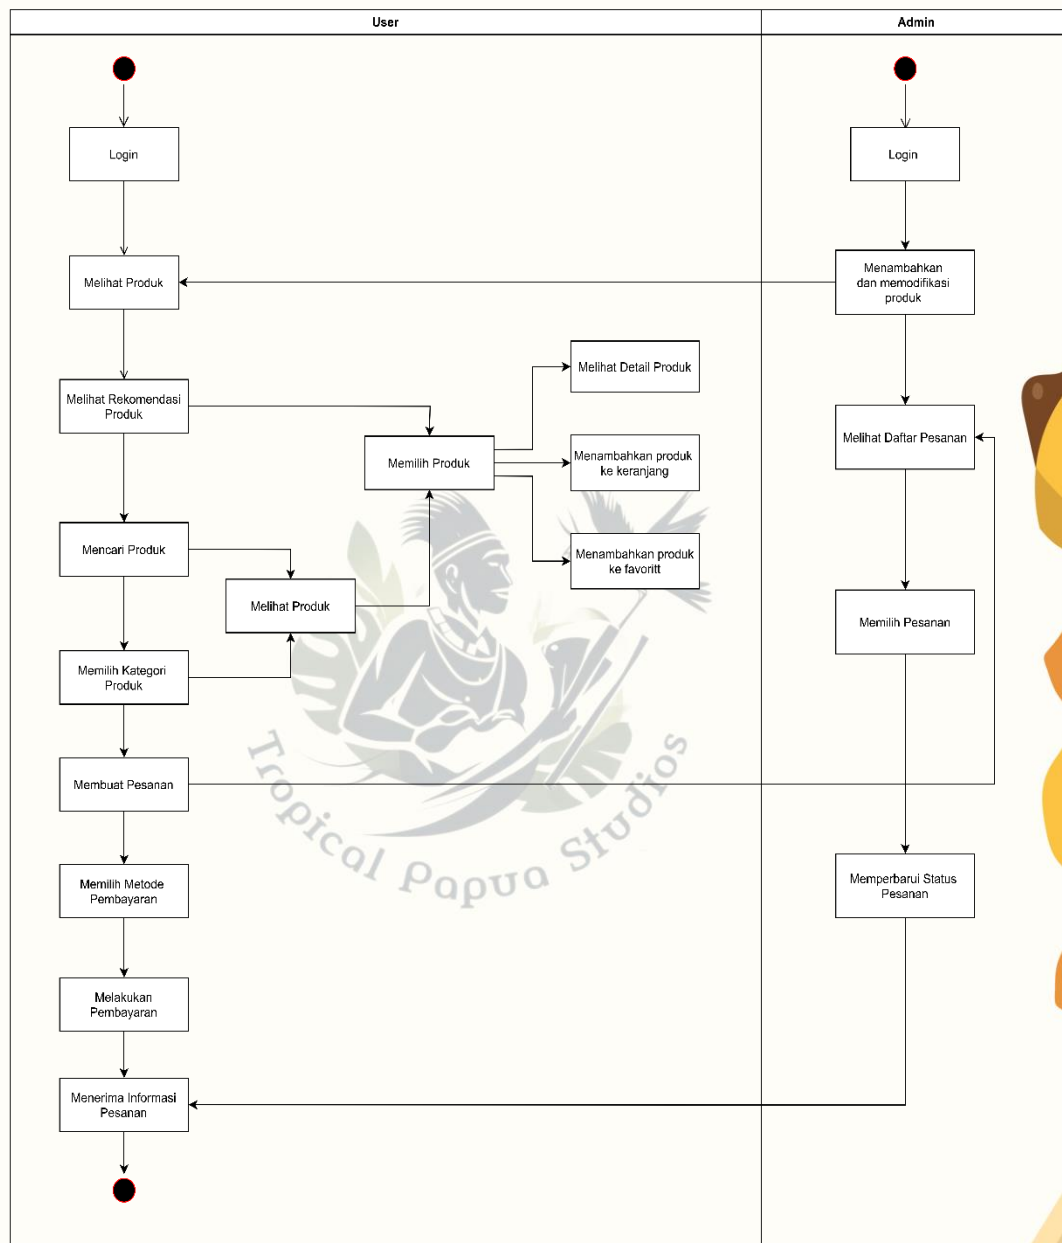 User
Admin
Login
Login
Melihat Produk
Menambahkan
dan memodifikasi
produk
Melihat Detail Produk
Melihat Rekomendasi
Produk
Melihat Daftar Pesanan
Memilih Produk
Menambahkan produk
ke keranjang
Mencari Produk
Menambahkan produk
ke favoritt
Melihat Produk
Memilih Pesanan
Memilih Kategori
Produk
Membuat Pesanan
Tropical Papua Studios
Memilih Metode
Pembayaran
Memperbarui Status
Pesanan
Melakukan
Pembayaran
Menerima Informasi
Pesanan